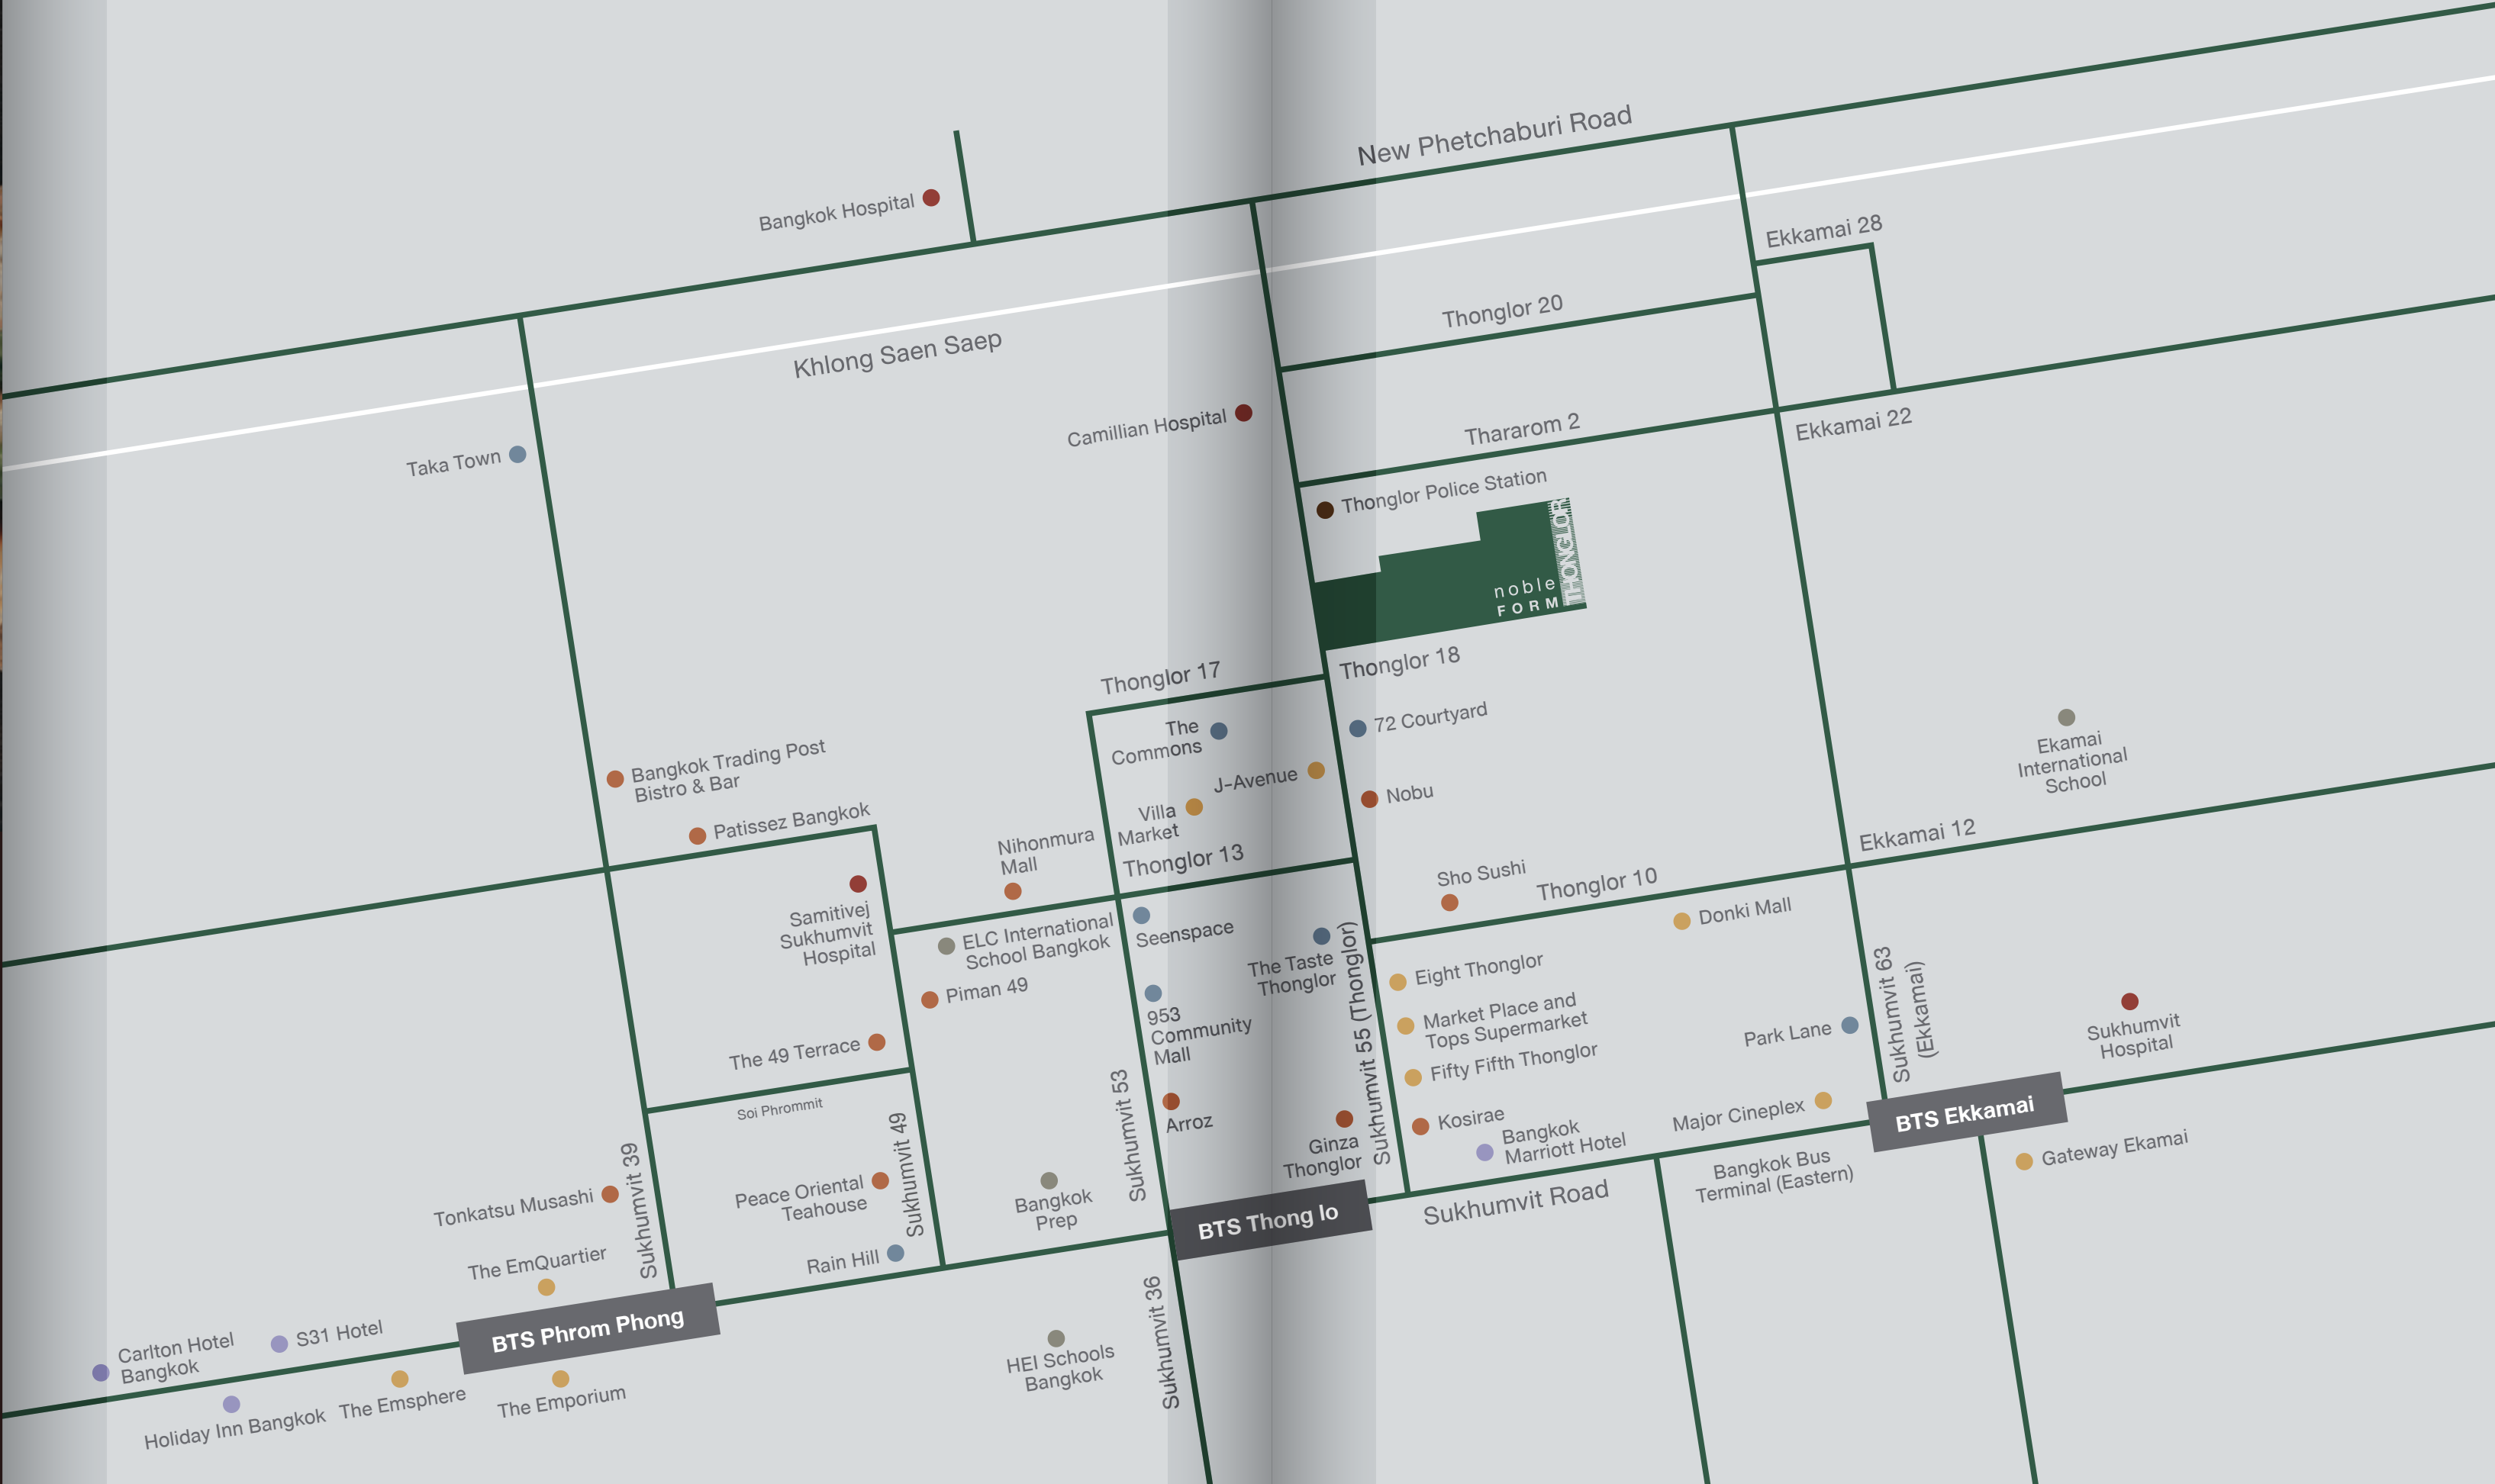 New Phetchaburi Road
Bangkok Hospital
Ekkamai 28
Thonglor 20
Khlong Saen Saep
Camillian Hospital
Thararom 2
Ekkamai 22
Taka Town
Thonglor Police Station
noble
FORM
THONGLOR
Thonglor 17
Thonglor 18
The
Commons
72 Courtyard
Ekamai
International
School
Bangkok Trading Post
Bistro & Bar
J-Avenue
Nobu
Villa
Market
Patissez Bangkok
Nihonmura
Mall
Thonglor 13
Ekkamai 12
Sho Sushi
Thonglor 10
Donki Mall
Samitivej
Sukhumvit
Hospital
ELC International
School Bangkok
Seenspace
The Taste
Thonglor
Eight Thonglor
Piman 49
953
Community
Mall
Market Place and
Tops Supermarket
Park Lane
Sukhumvit 63
(Ekkamai)
Sukhumvit
Hospital
The 49 Terrace
Fifty Fifth Thonglor
Sukhumvit 55 (Thonglor)
Soi Phrommit
Sukhumvit 53
Arroz
Kosirae
Major Cineplex
BTS Ekkamai
Sukhumvit 39
Sukhumvit 49
Ginza
Thonglor
Bangkok
Marriott Hotel
Bangkok Bus
Terminal (Eastern)
Gateway Ekamai
Tonkatsu Musashi
Peace Oriental
Teahouse
Bangkok
Prep
BTS Thong lo
Sukhumvit Road
The EmQuartier
Rain Hill
BTS Phrom Phong
Sukhumvit 36
Carlton Hotel
Bangkok
S31 Hotel
HEI Schools
Bangkok
Holiday Inn Bangkok
The Emsphere
The Emporium